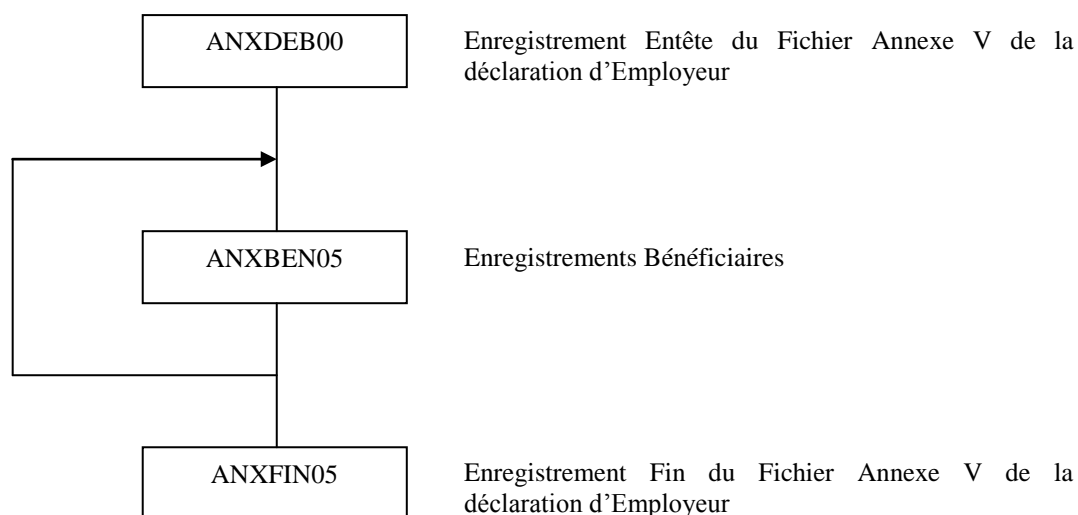 ANXDEB00
Enregistrement Entête du Fichier Annexe V de la
déclaration d’Employeur
ANXBEN05
Enregistrements Bénéficiaires
ANXFIN05
Enregistrement Fin du Fichier Annexe V de la
déclaration d’Employeur